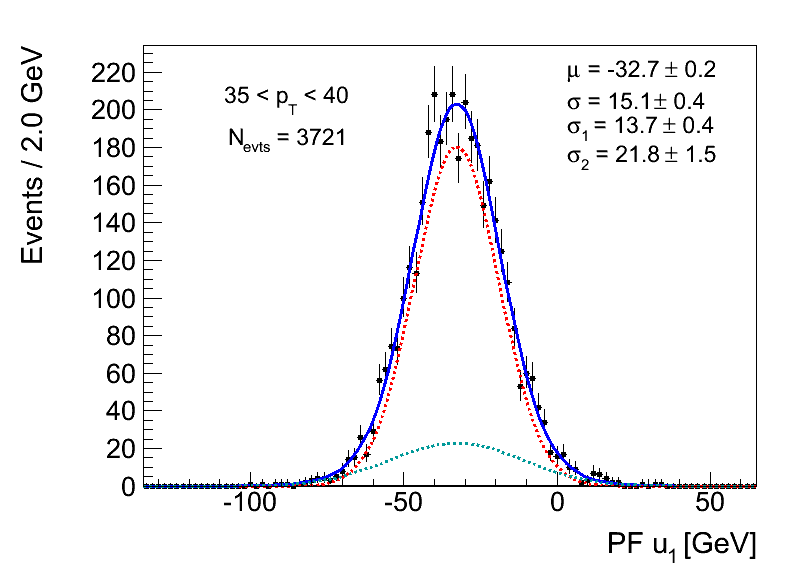 35 < p_T < 40
N_evts = 3721
μ = -32.7 ± 0.2
σ = 15.1 ± 0.4
σ_1 = 13.7 ± 0.4
σ_2 = 21.8 ± 1.5
Events / 2.0 GeV
220
200
180
160
140
120
100
80
60
40
20
0
-100 -50 0 50
PF u_1 [GeV]